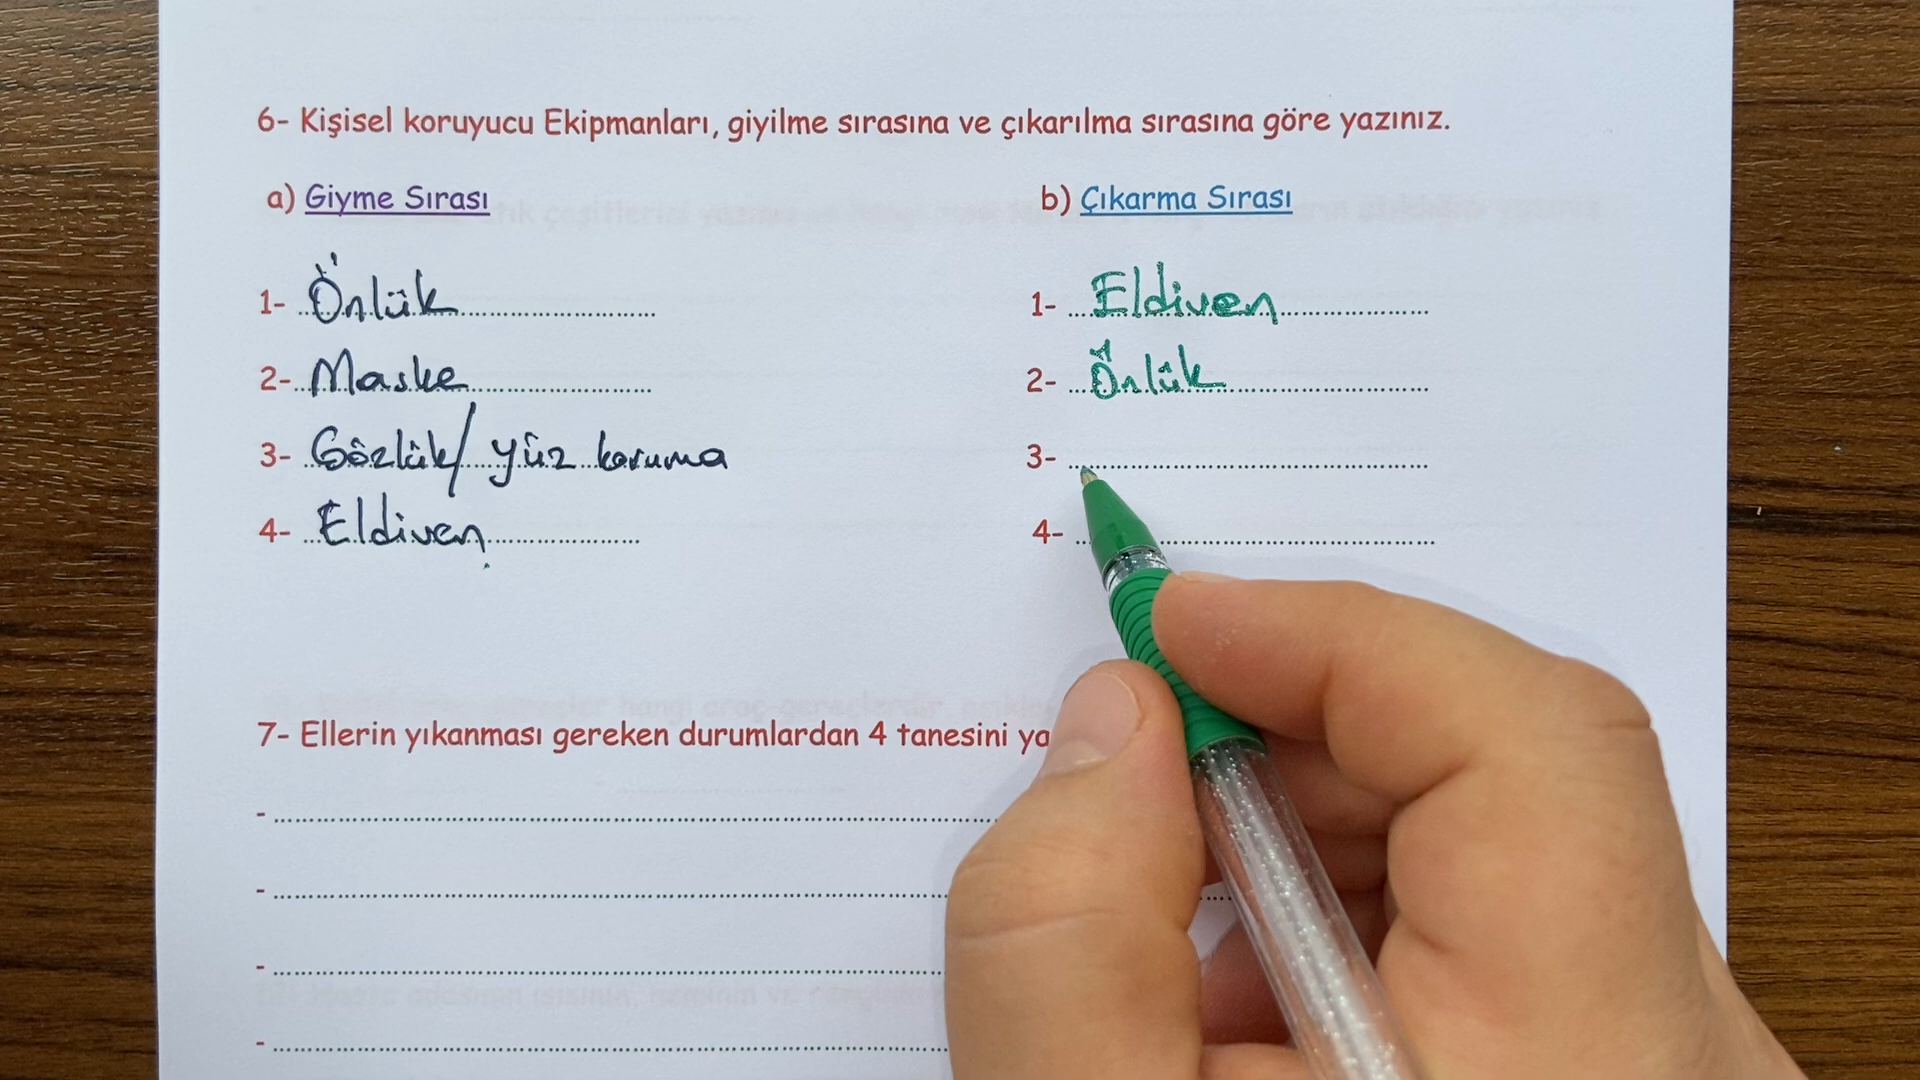 6- Kişisel koruyucu Ekipmanları, giyilme sırasına ve çıkarılma sırasına göre yazınız.
a) Giyme Sırası
1- Önlük
2- Maske
3- Gözlük/ yüz koruma
4- Eldiven
b) Çıkarma Sırası
1- Eldiven
2- Önlük
3-
4-
7- Ellerin yıkanması gereken durumlardan 4 tanesini ya
-
-
-
-